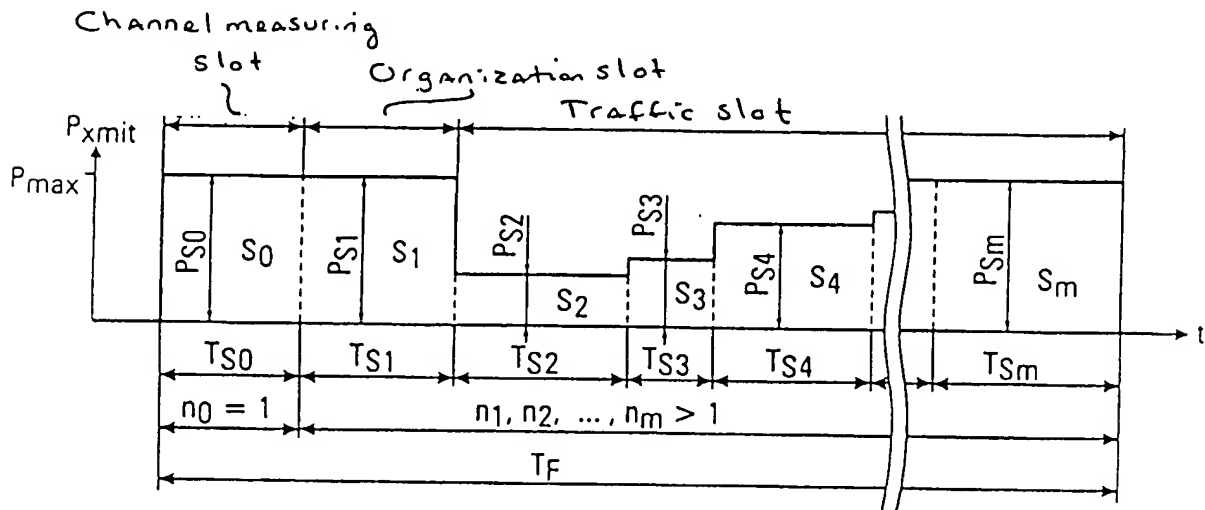 Channel measuring
slot
Organization slot
Traffic slot
Pxmit
Pmax
PS0
S0
PS1
S1
PS2
S2
PS3
S3
PS4
S4
PSm
Sm
t
TS0
TS1
TS2
TS3
TS4
TSm
n0 = 1
n1, n2, ..., nm > 1
TF